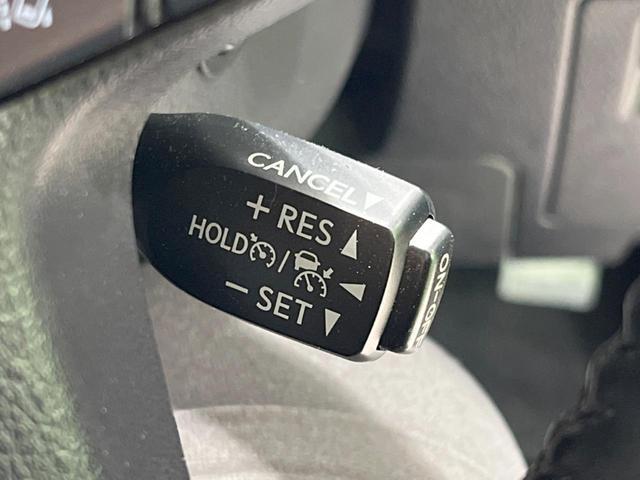 CANCEL▼
+ RES ▲
HOLD / ◀
− SET ▼
ON-OFF